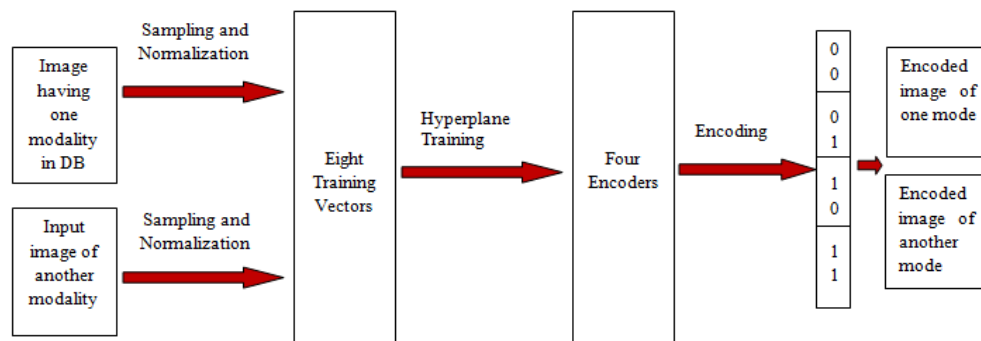 Image
having
one
modality
in DB
Sampling and
Normalization
Input
image of
another
modality
Sampling and
Normalization
Eight
Training
Vectors
Hyperplane
Training
Four
Encoders
Encoding
0
0
0
1
1
0
1
1
Encoded
image of
one mode
Encoded
image of
another
mode